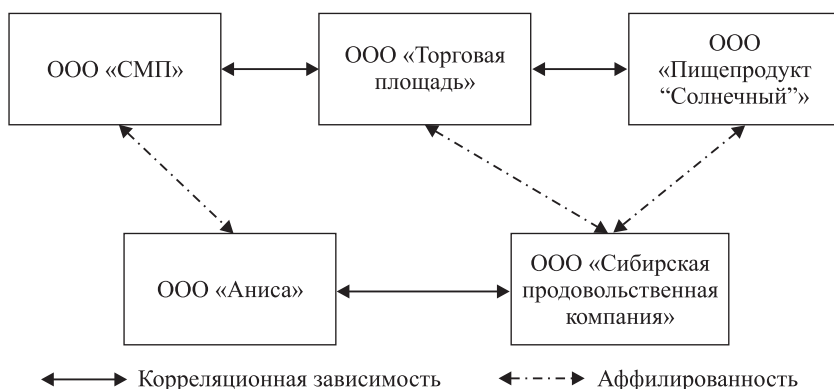 ООО «СМП»
ООО «Торговая
площадь»
ООО
«Пищепродукт
“Солнечный”»
ООО «Аниса»
ООО «Сибирская
продовольственная
компания»
Корреляционная зависимость
Аффилированность